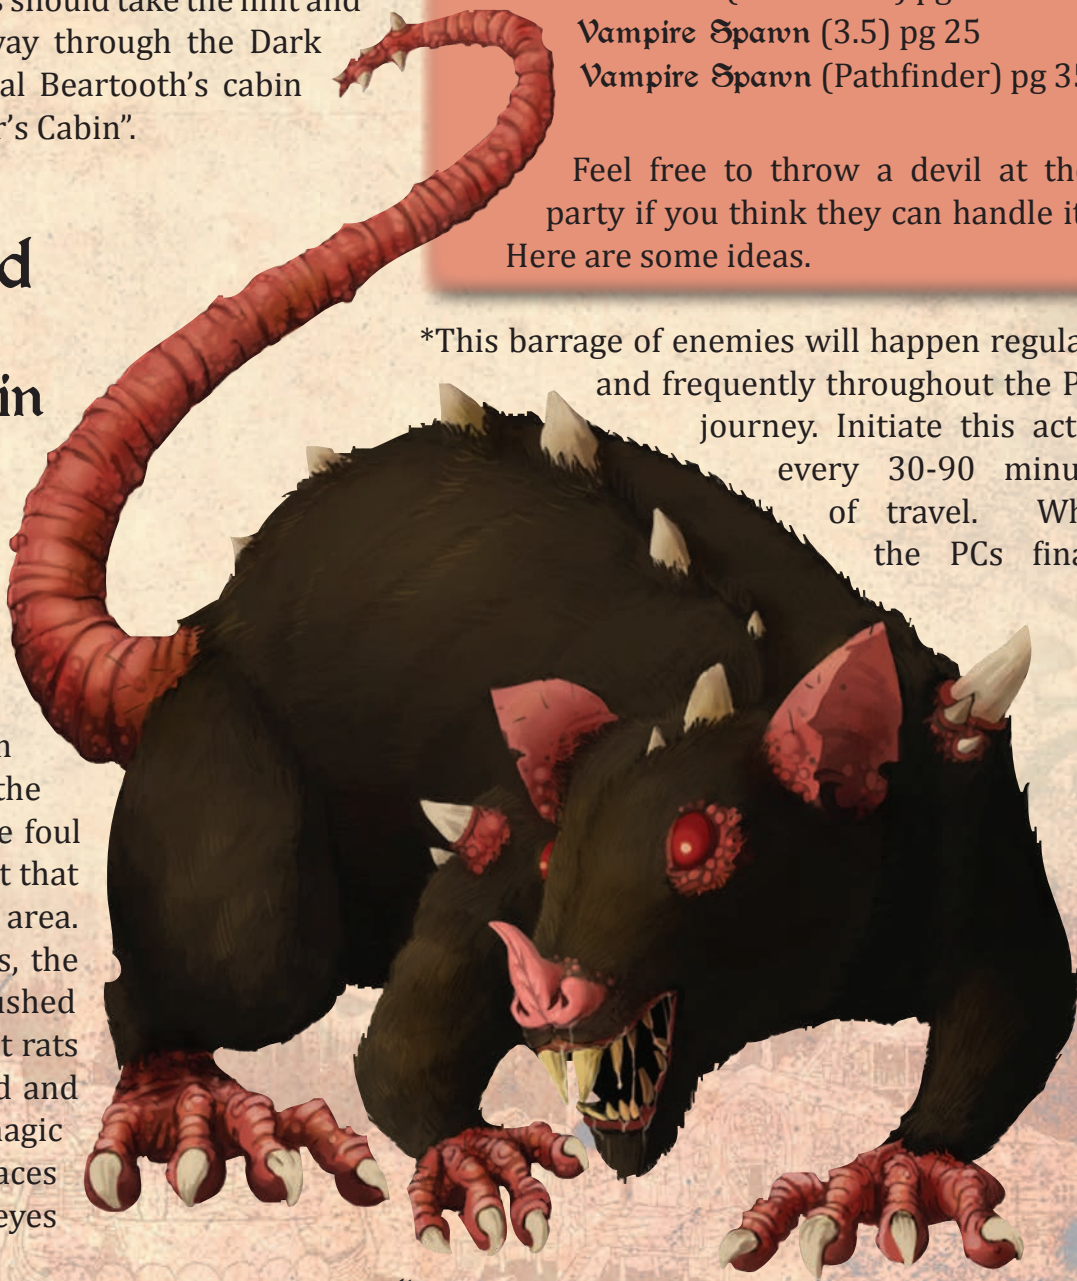 should take the hint and
way through the Dark
al Beartooth's cabin
r's Cabin".
d
in
n
the
e foul
t that
area.
s, the
ushed
t rats
d and
magic
aces
eyes
pg
Vampire Spawn (3.5) pg 25
Vampire Spawn (Pathfinder) pg 35
Feel free to throw a devil at the
party if you think they can handle it
Here are some ideas.
*This barrage of enemies will happen regula
and frequently throughout the P
journey. Initiate this act
every 30-90 minu
of travel. Wh
the PCs fina